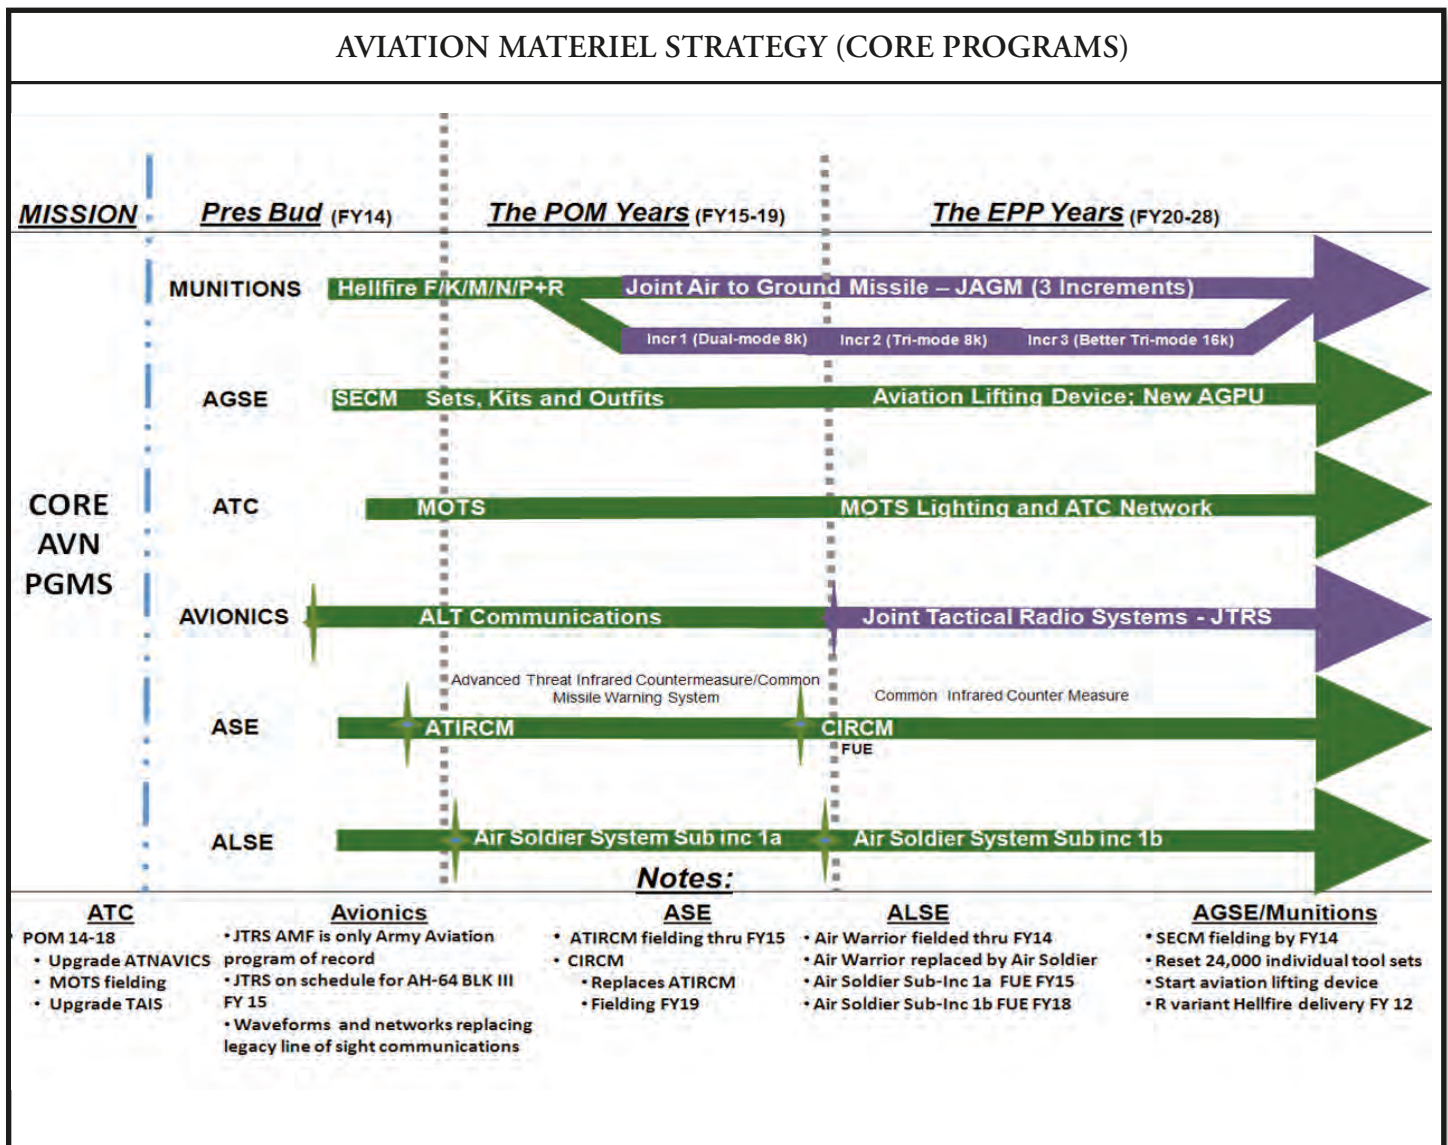 AVIATION MATERIEL STRATEGY (CORE PROGRAMS)
MISSION
Pres Bud (FY14)
The POM Years (FY15-19)
The EPP Years (FY20-28)
CORE
AVN
PGMS
MUNITIONS
Hellfire F/K/M/N/P+R
Joint Air to Ground Missile – JAGM (3 Increments)
Incr 1 (Dual-mode 8k)
Incr 2 (Tri-mode 8k)
Incr 3 (Better Tri-mode 16k)
AGSE
SECM
Sets, Kits and Outfits
Aviation Lifting Device; New AGPU
ATC
MOTS
MOTS Lighting and ATC Network
AVIONICS
ALT Communications
Joint Tactical Radio Systems - JTRS
Advanced Threat Infrared Countermeasure/Common
Missile Warning System
Common Infrared Counter Measure
ASE
ATIRCM
CIRCM
FUE
ALSE
Air Soldier System Sub inc 1a
Air Soldier System Sub inc 1b
Notes:
ATC
• POM 14-18
• Upgrade ATNAVICS
• MOTS fielding
• Upgrade TAIS
Avionics
• JTRS AMF is only Army Aviation
program of record
• JTRS on schedule for AH-64 BLK III
FY 15
• Waveforms and networks replacing
legacy line of sight communications
ASE
• ATIRCM fielding thru FY15
• CIRCM
• Replaces ATIRCM
• Fielding FY19
ALSE
• Air Warrior fielded thru FY14
• Air Warrior replaced by Air Soldier
• Air Soldier Sub-Inc 1a FUE FY15
• Air Soldier Sub-Inc 1b FUE FY18
AGSE/Munitions
• SECM fielding by FY14
• Reset 24,000 individual tool sets
• Start aviation lifting device
• R variant Hellfire delivery FY 12